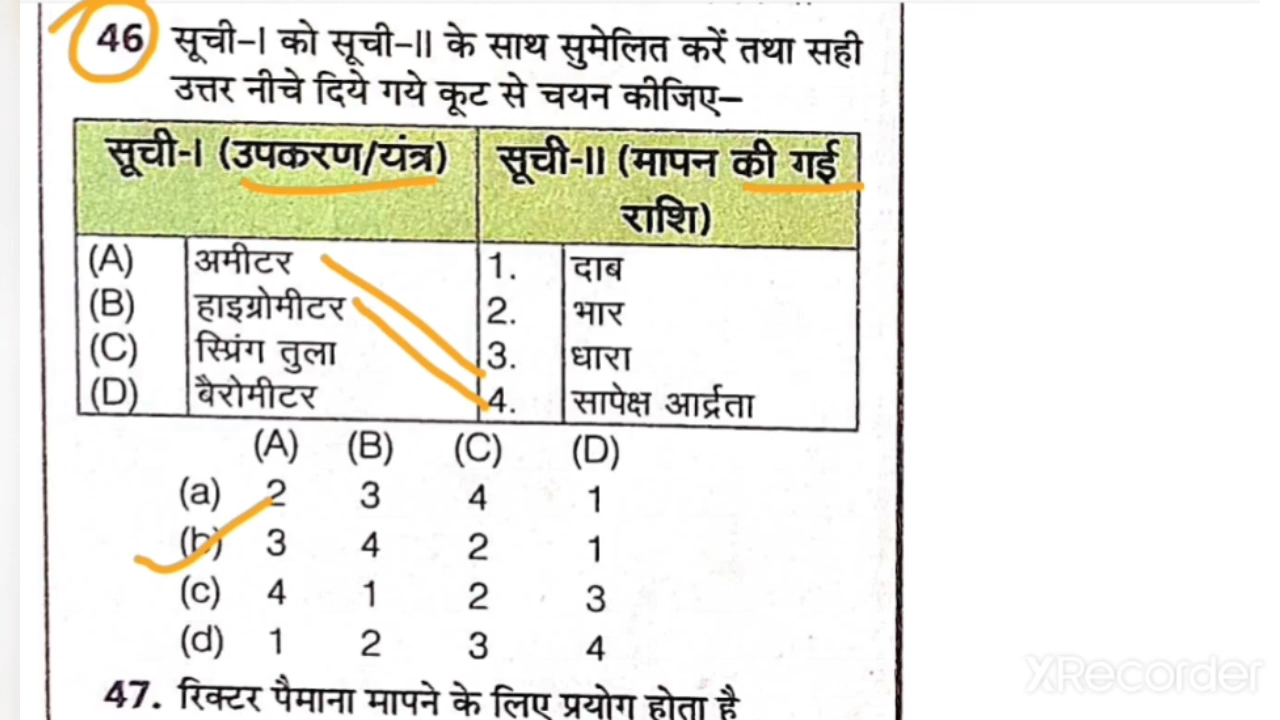 46 सूची-I को सूची-II के साथ सुमेलित करें तथा सही
उत्तर नीचे दिये गये कूट से चयन कीजिए–
सूची-I (उपकरण/यंत्र) सूची-II (मापन की गई
राशि)
(A) अमीटर 1. दाब
(B) हाइग्रोमीटर 2. भार
(C) स्प्रिंग तुला 3. धारा
(D) बैरोमीटर 4. सापेक्ष आर्द्रता
(A) (B) (C) (D)
(a) 2 3 4 1
(b) 3 4 2 1
(c) 4 1 2 3
(d) 1 2 3 4
47. रिक्टर पैमाना मापने के लिए प्रयोग होता है
XRecorder